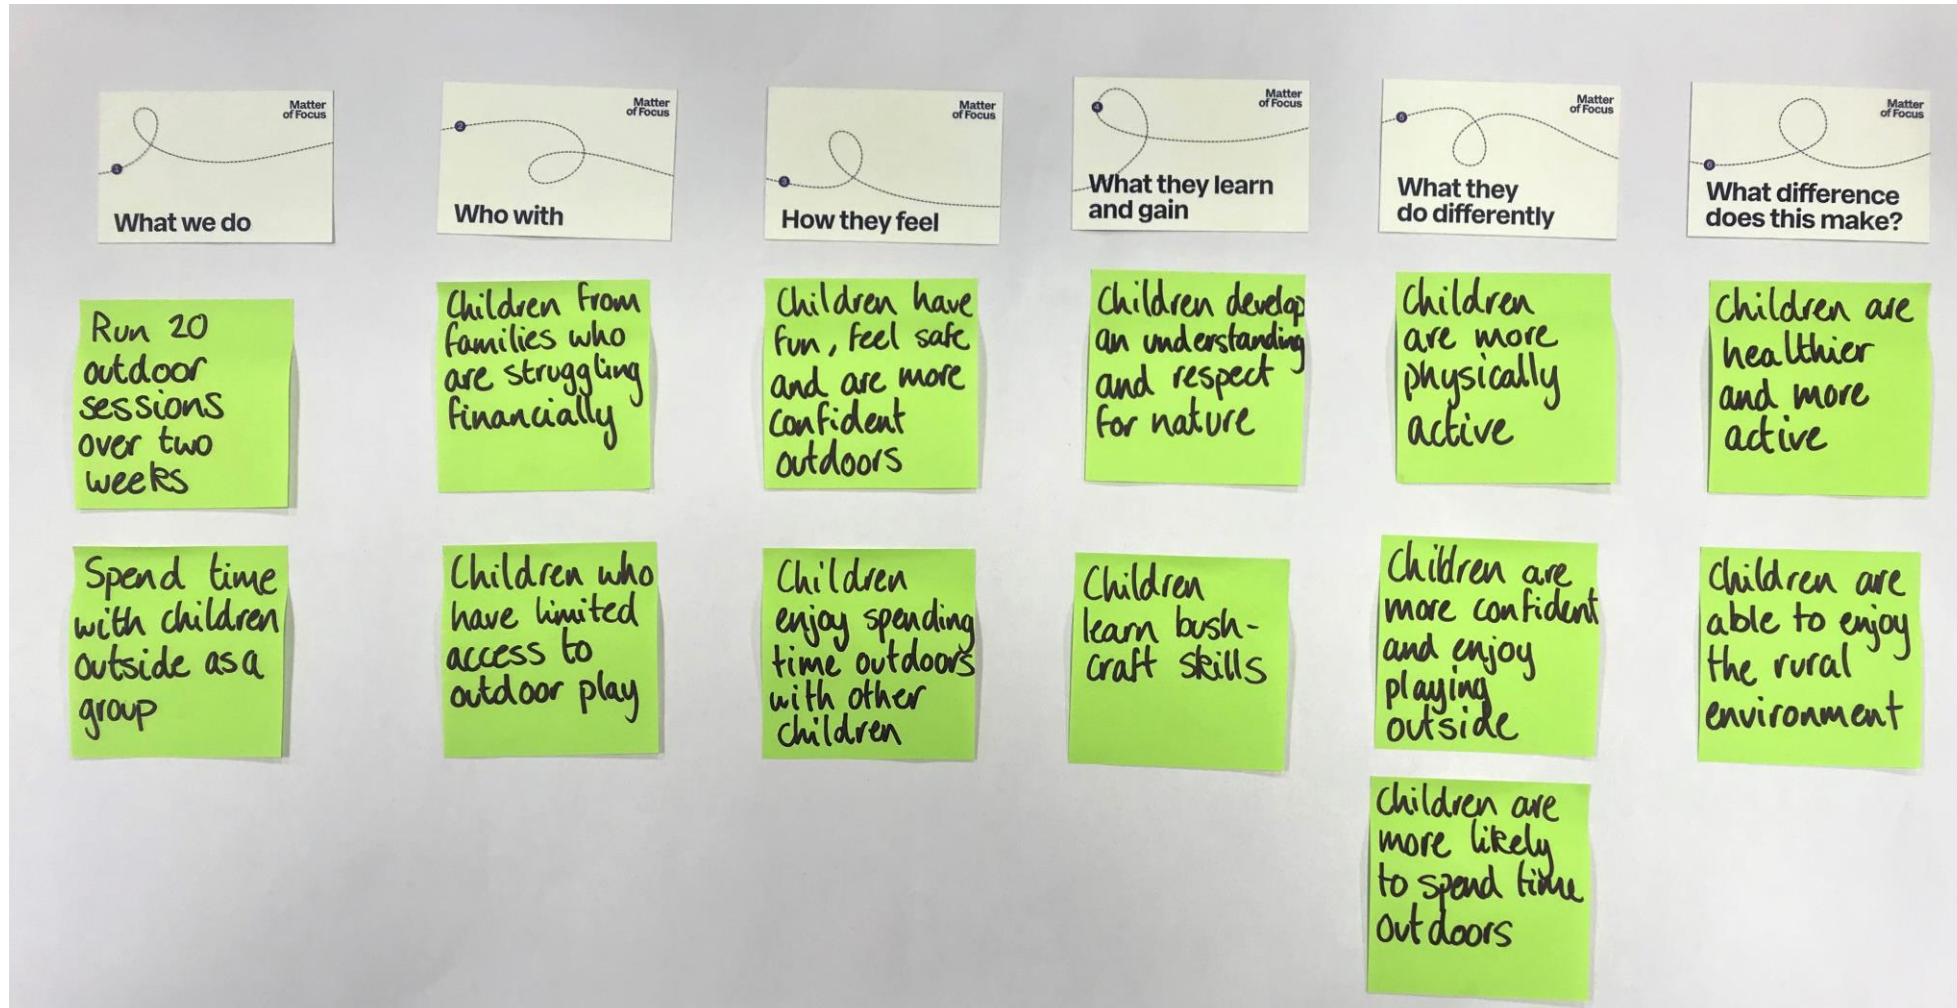 Matter
of Focus
1
What we do
Matter
of Focus
2
Who with
Matter
of Focus
3
How they feel
Matter
of Focus
4
What they learn
and gain
Matter
of Focus
5
What they
do differently
Matter
of Focus
6
What difference
does this make?
Run 20
outdoor
sessions
over two
weeks
Spend time
with children
outside as a
group
Children from
families who
are struggling
financially
Children who
have limited
access to
outdoor play
Children have
fun, feel safe
and are more
confident
outdoors
Children
enjoy spending
time outdoors
with other
children
Children develop
an understanding
and respect
for nature
Children
learn bush-
craft skills
Children
are more
physically
active
Children are
more confident
and enjoy
playing
outside
Children are
more likely
to spend time
outdoors
Children are
healthier
and more
active
Children are
able to enjoy
the rural
environment